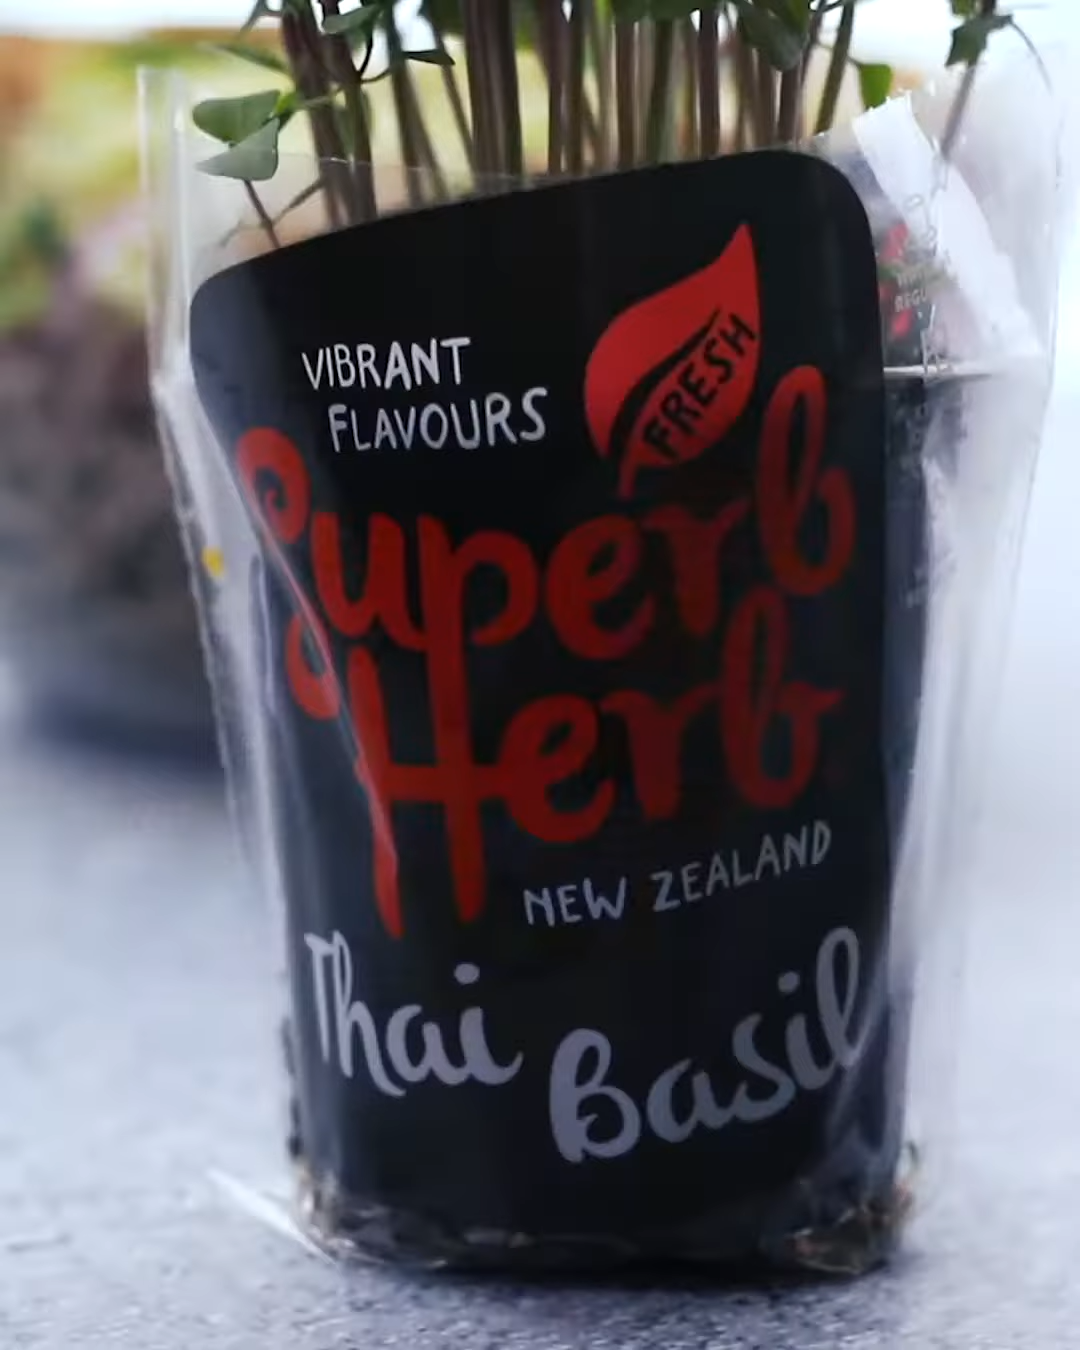 VIBRANT
FLAVOURS
FRESH
Superb
Herb
NEW ZEALAND
Thai
Basil